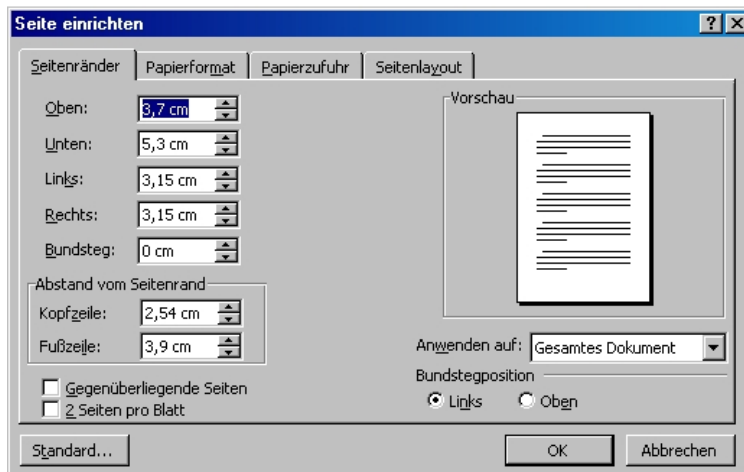 Seite einrichten
Seitenränder Papierformat Papierzufuhr Seitenlayout
Oben: 3,7 cm
Unten: 5,3 cm
Links: 3,15 cm
Rechts: 3,15 cm
Bundsteg: 0 cm
Abstand vom Seitenrand
Kopfzeile: 2,54 cm
Fußzeile: 3,9 cm
Gegenüberliegende Seiten
2 Seiten pro Blatt
Vorschau
Anwenden auf: Gesamtes Dokument
Bundstegposition
Links Oben
Standard... OK Abbrechen